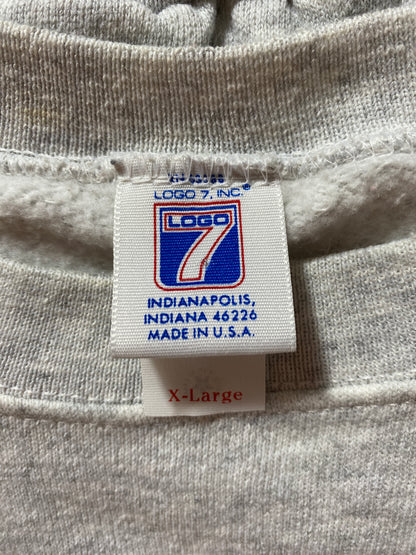 LOGO 7, INC.®
LOGO
7
INDIANAPOLIS,
INDIANA 46226
MADE IN U.S.A.
X-Large